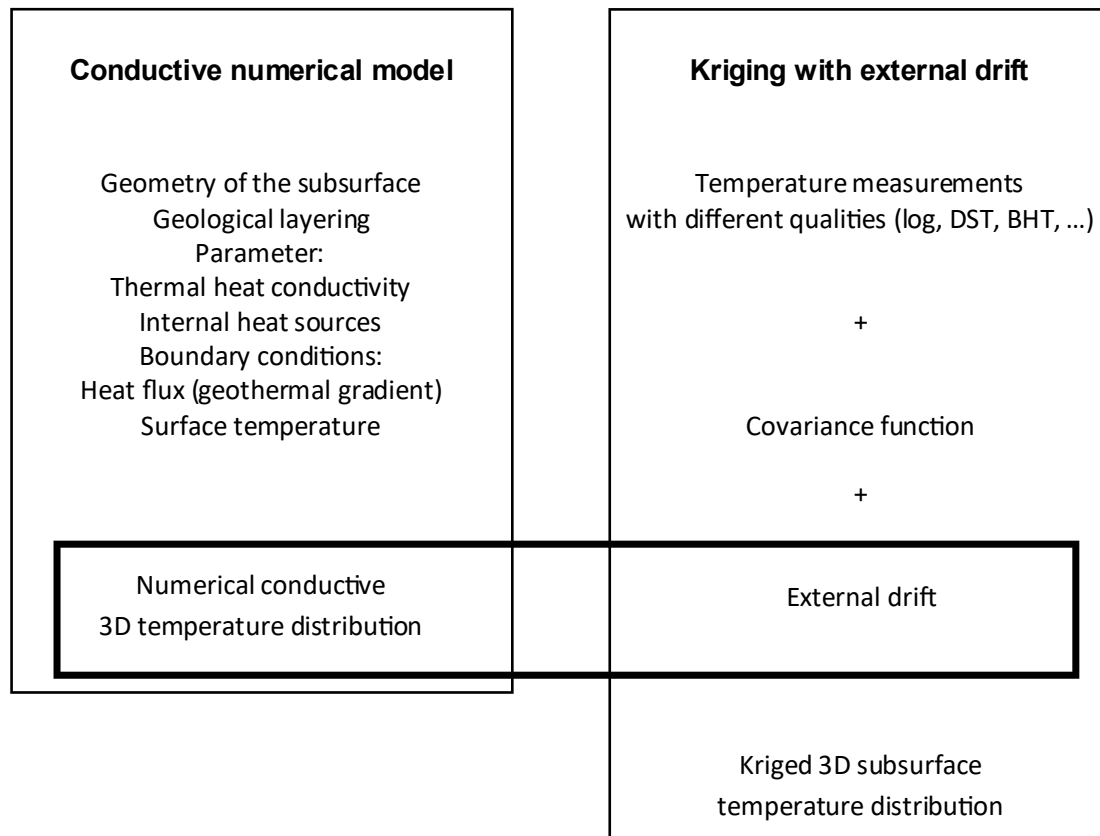 Conductive numerical model
Geometry of the subsurface
Geological layering
Parameter:
Thermal heat conductivity
Internal heat sources
Boundary conditions:
Heat flux (geothermal gradient)
Surface temperature
Numerical conductive
3D temperature distribution
Kriging with external drift
Temperature measurements
with different qualities (log, DST, BHT, ...)
+
Covariance function
+
External drift
Kriged 3D subsurface
temperature distribution